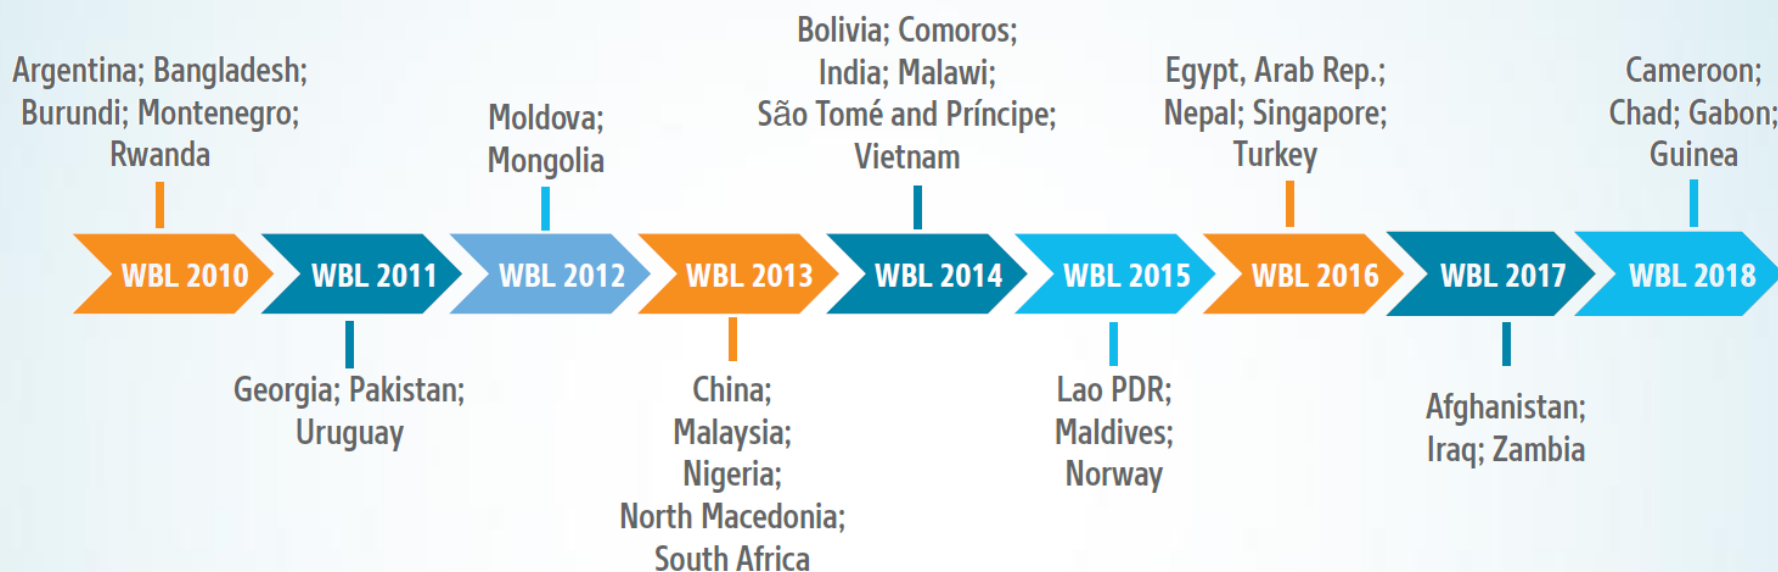 Argentina; Bangladesh;
Burundi; Montenegro;
Rwanda
Moldova;
Mongolia
Bolivia; Comoros;
India; Malawi;
São Tomé and Príncipe;
Vietnam
Egypt, Arab Rep.;
Nepal; Singapore;
Turkey
Cameroon;
Chad; Gabon;
Guinea
WBL 2010
WBL 2011
WBL 2012
WBL 2013
WBL 2014
WBL 2015
WBL 2016
WBL 2017
WBL 2018
Georgia; Pakistan;
Uruguay
China;
Malaysia;
Nigeria;
North Macedonia;
South Africa
Lao PDR;
Maldives;
Norway
Afghanistan;
Iraq; Zambia